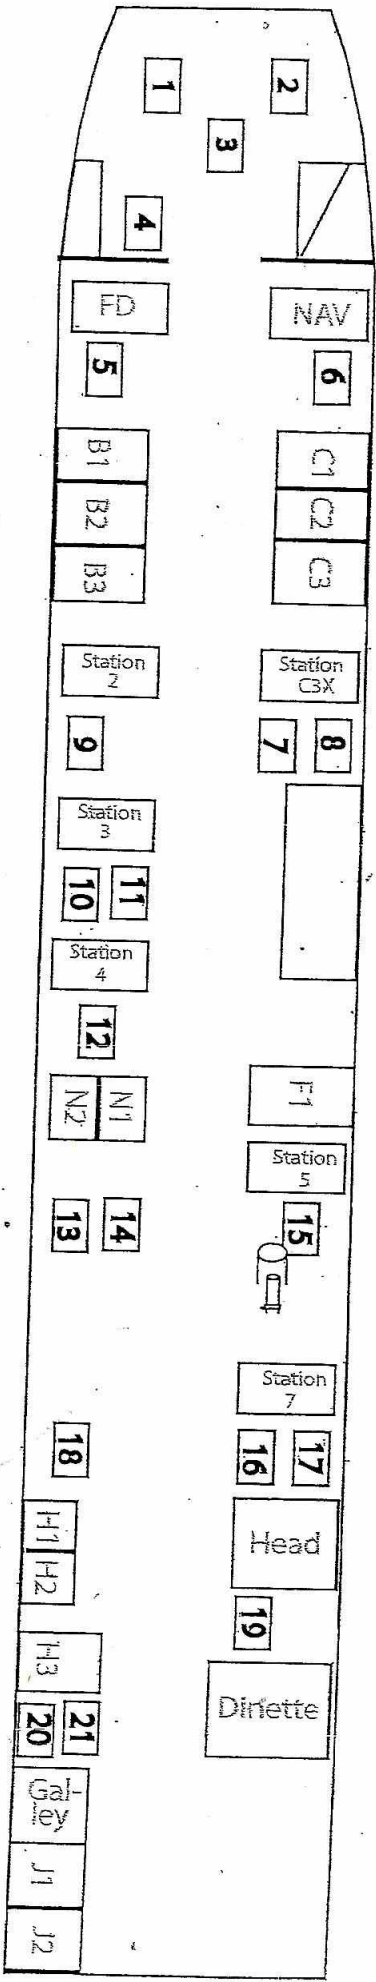 1
2
3
4
FD
NAV
5
6
B1
C1
B2
C2
B3
C3
Station
2
Station
C3X
9
7
8
Station
3
10
11
Station
4
12
N2
N1
F1
Station
5
13
14
15
Station
7
18
16
17
H1
H2
Head
19
H3
Dinette
20
21
Gal-
ley
J1
J2